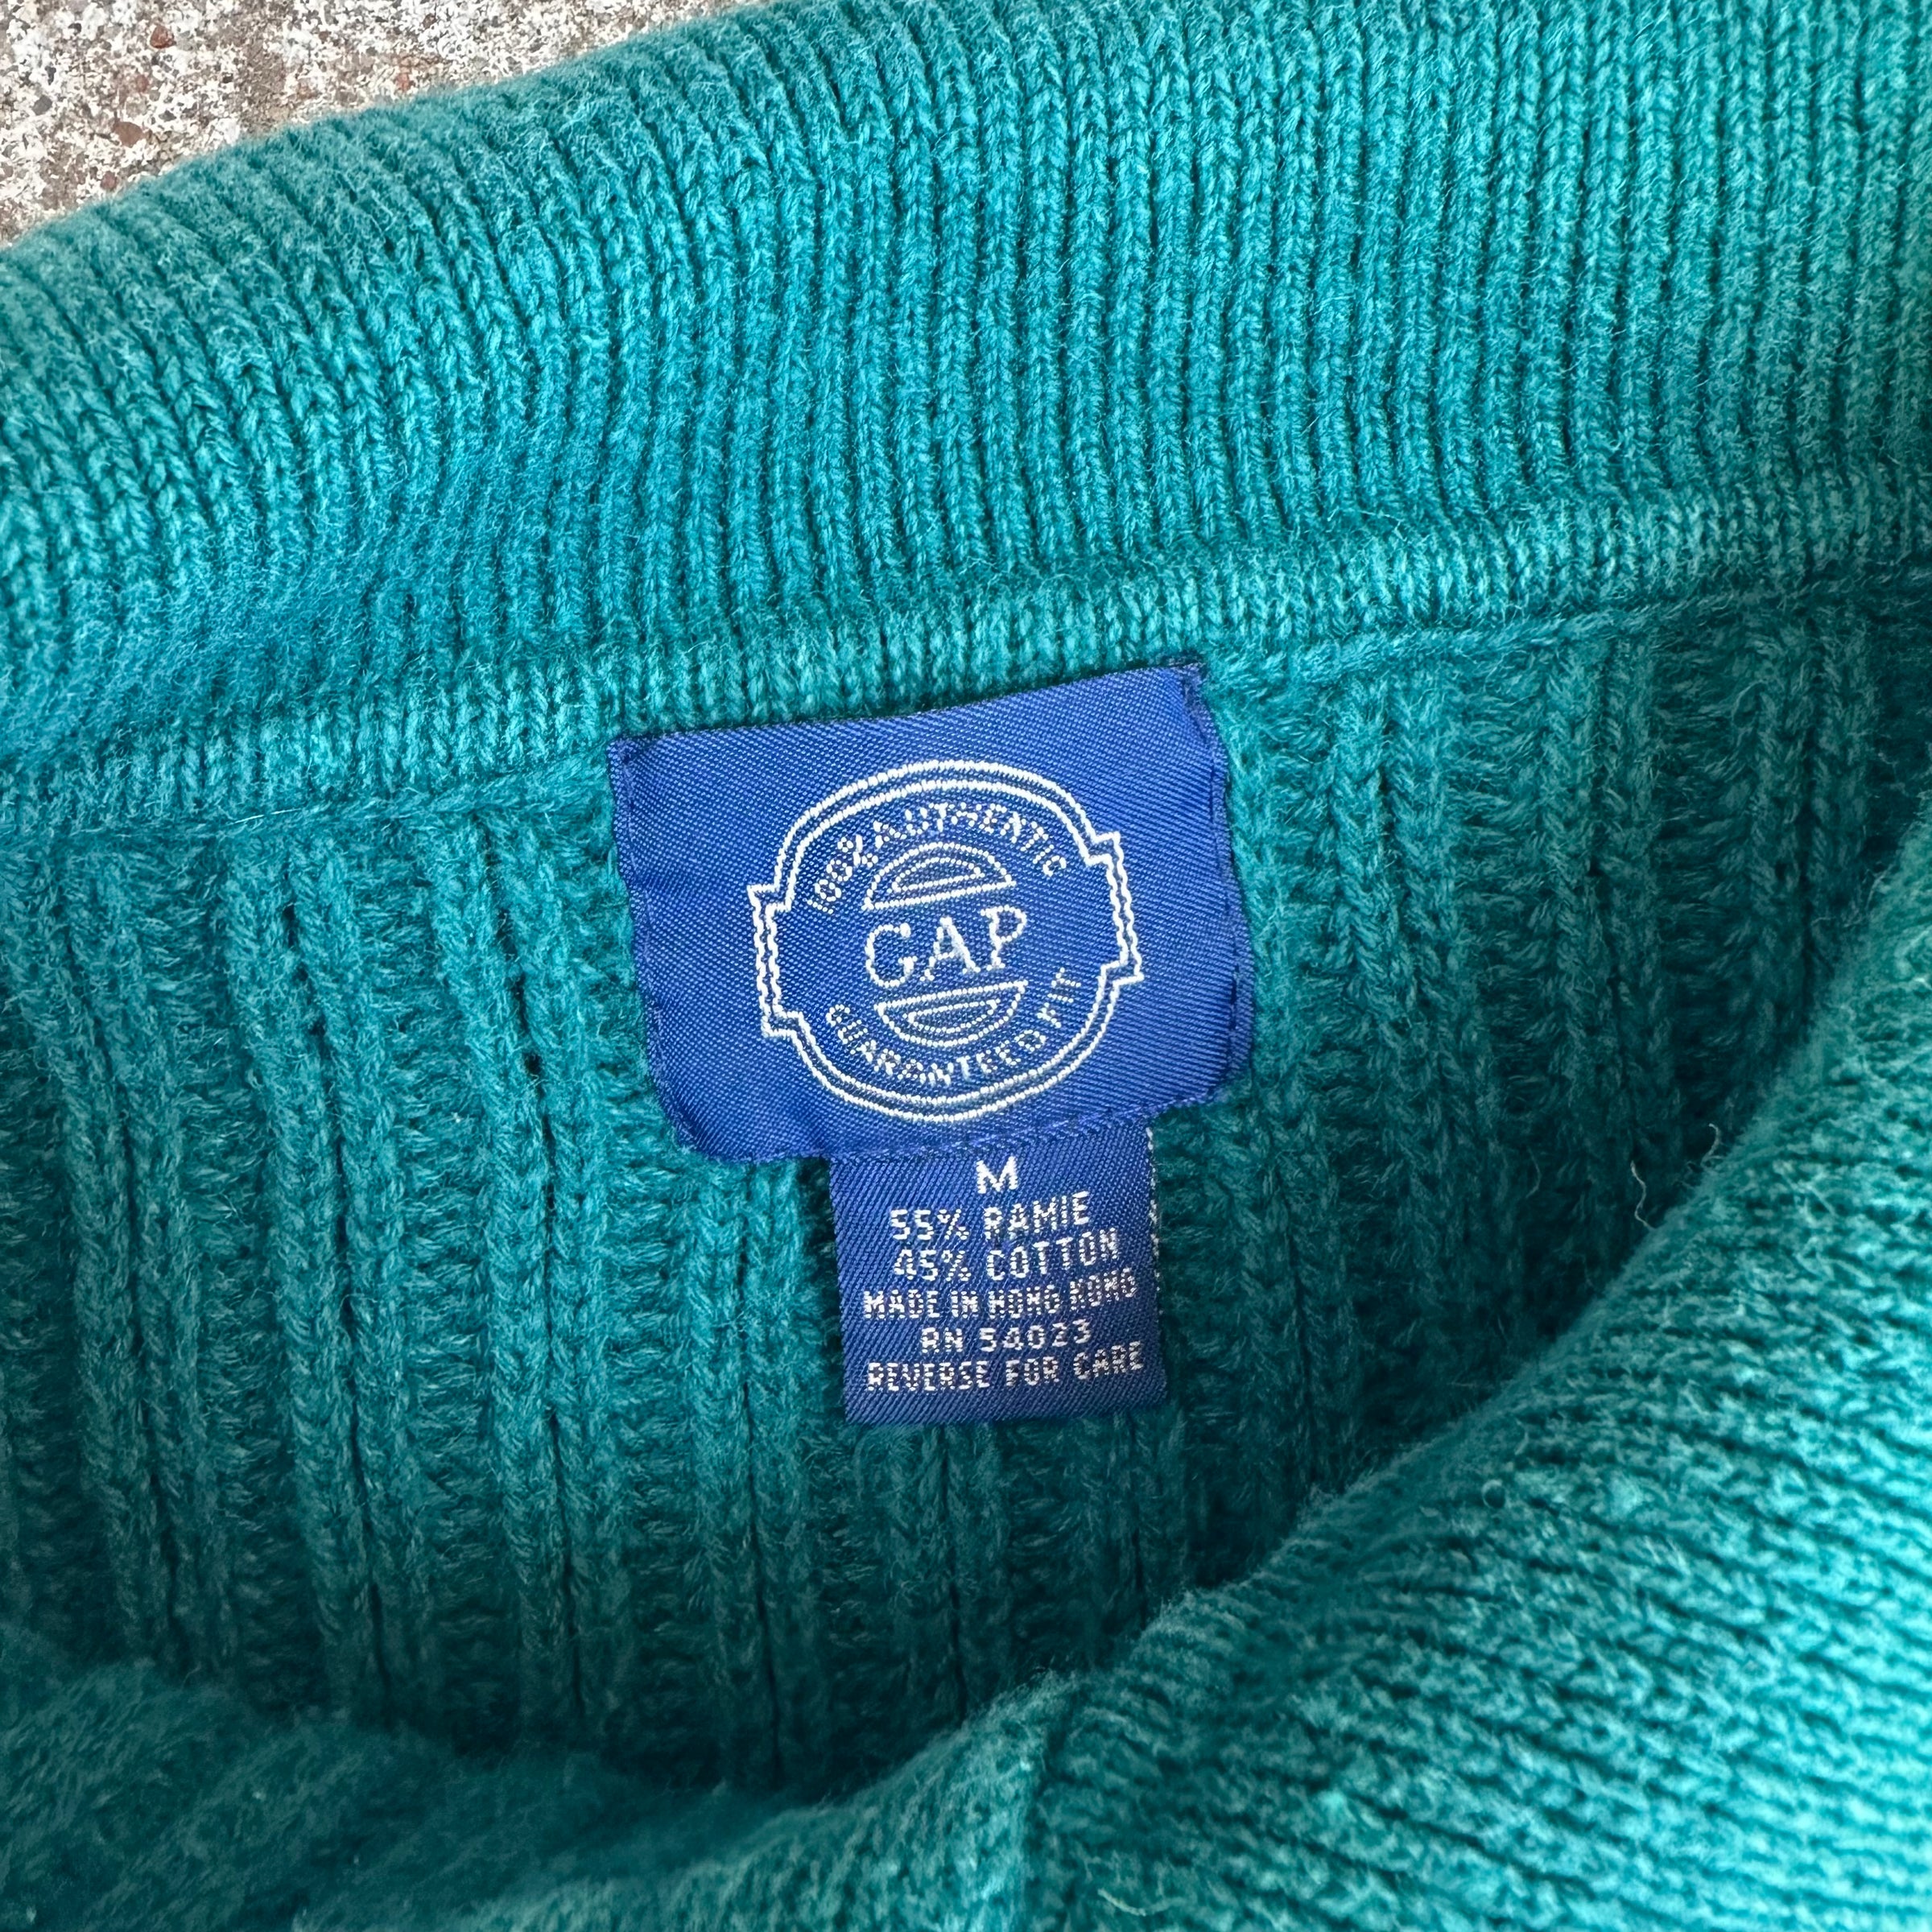 100% AUTHENTIC
GAP
GUARANTEED FIT
M
55% RAMIE
45% COTTON
MADE IN HONG KONG
RN 54023
REVERSE FOR CARE